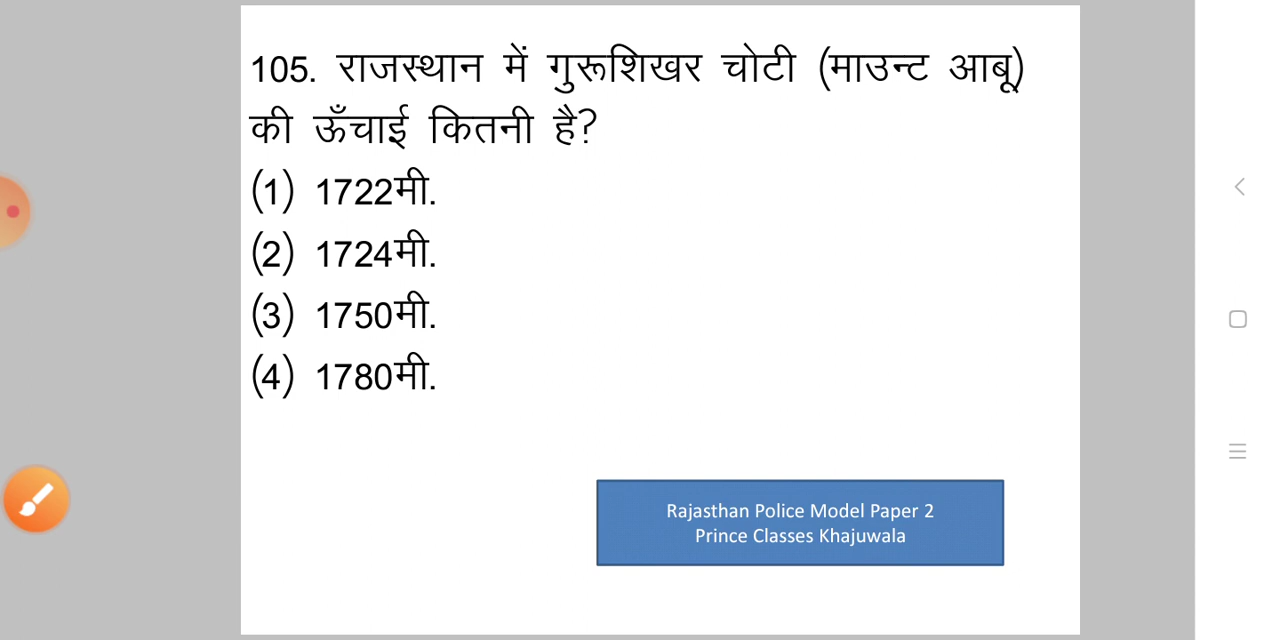 105. राजस्थान में गुरूशिखर चोटी (माउन्ट आबू)
की ऊँचाई कितनी है?
(1) 1722मी.
(2) 1724मी.
(3) 1750मी.
(4) 1780मी.
Rajasthan Police Model Paper 2
Prince Classes Khajuwala